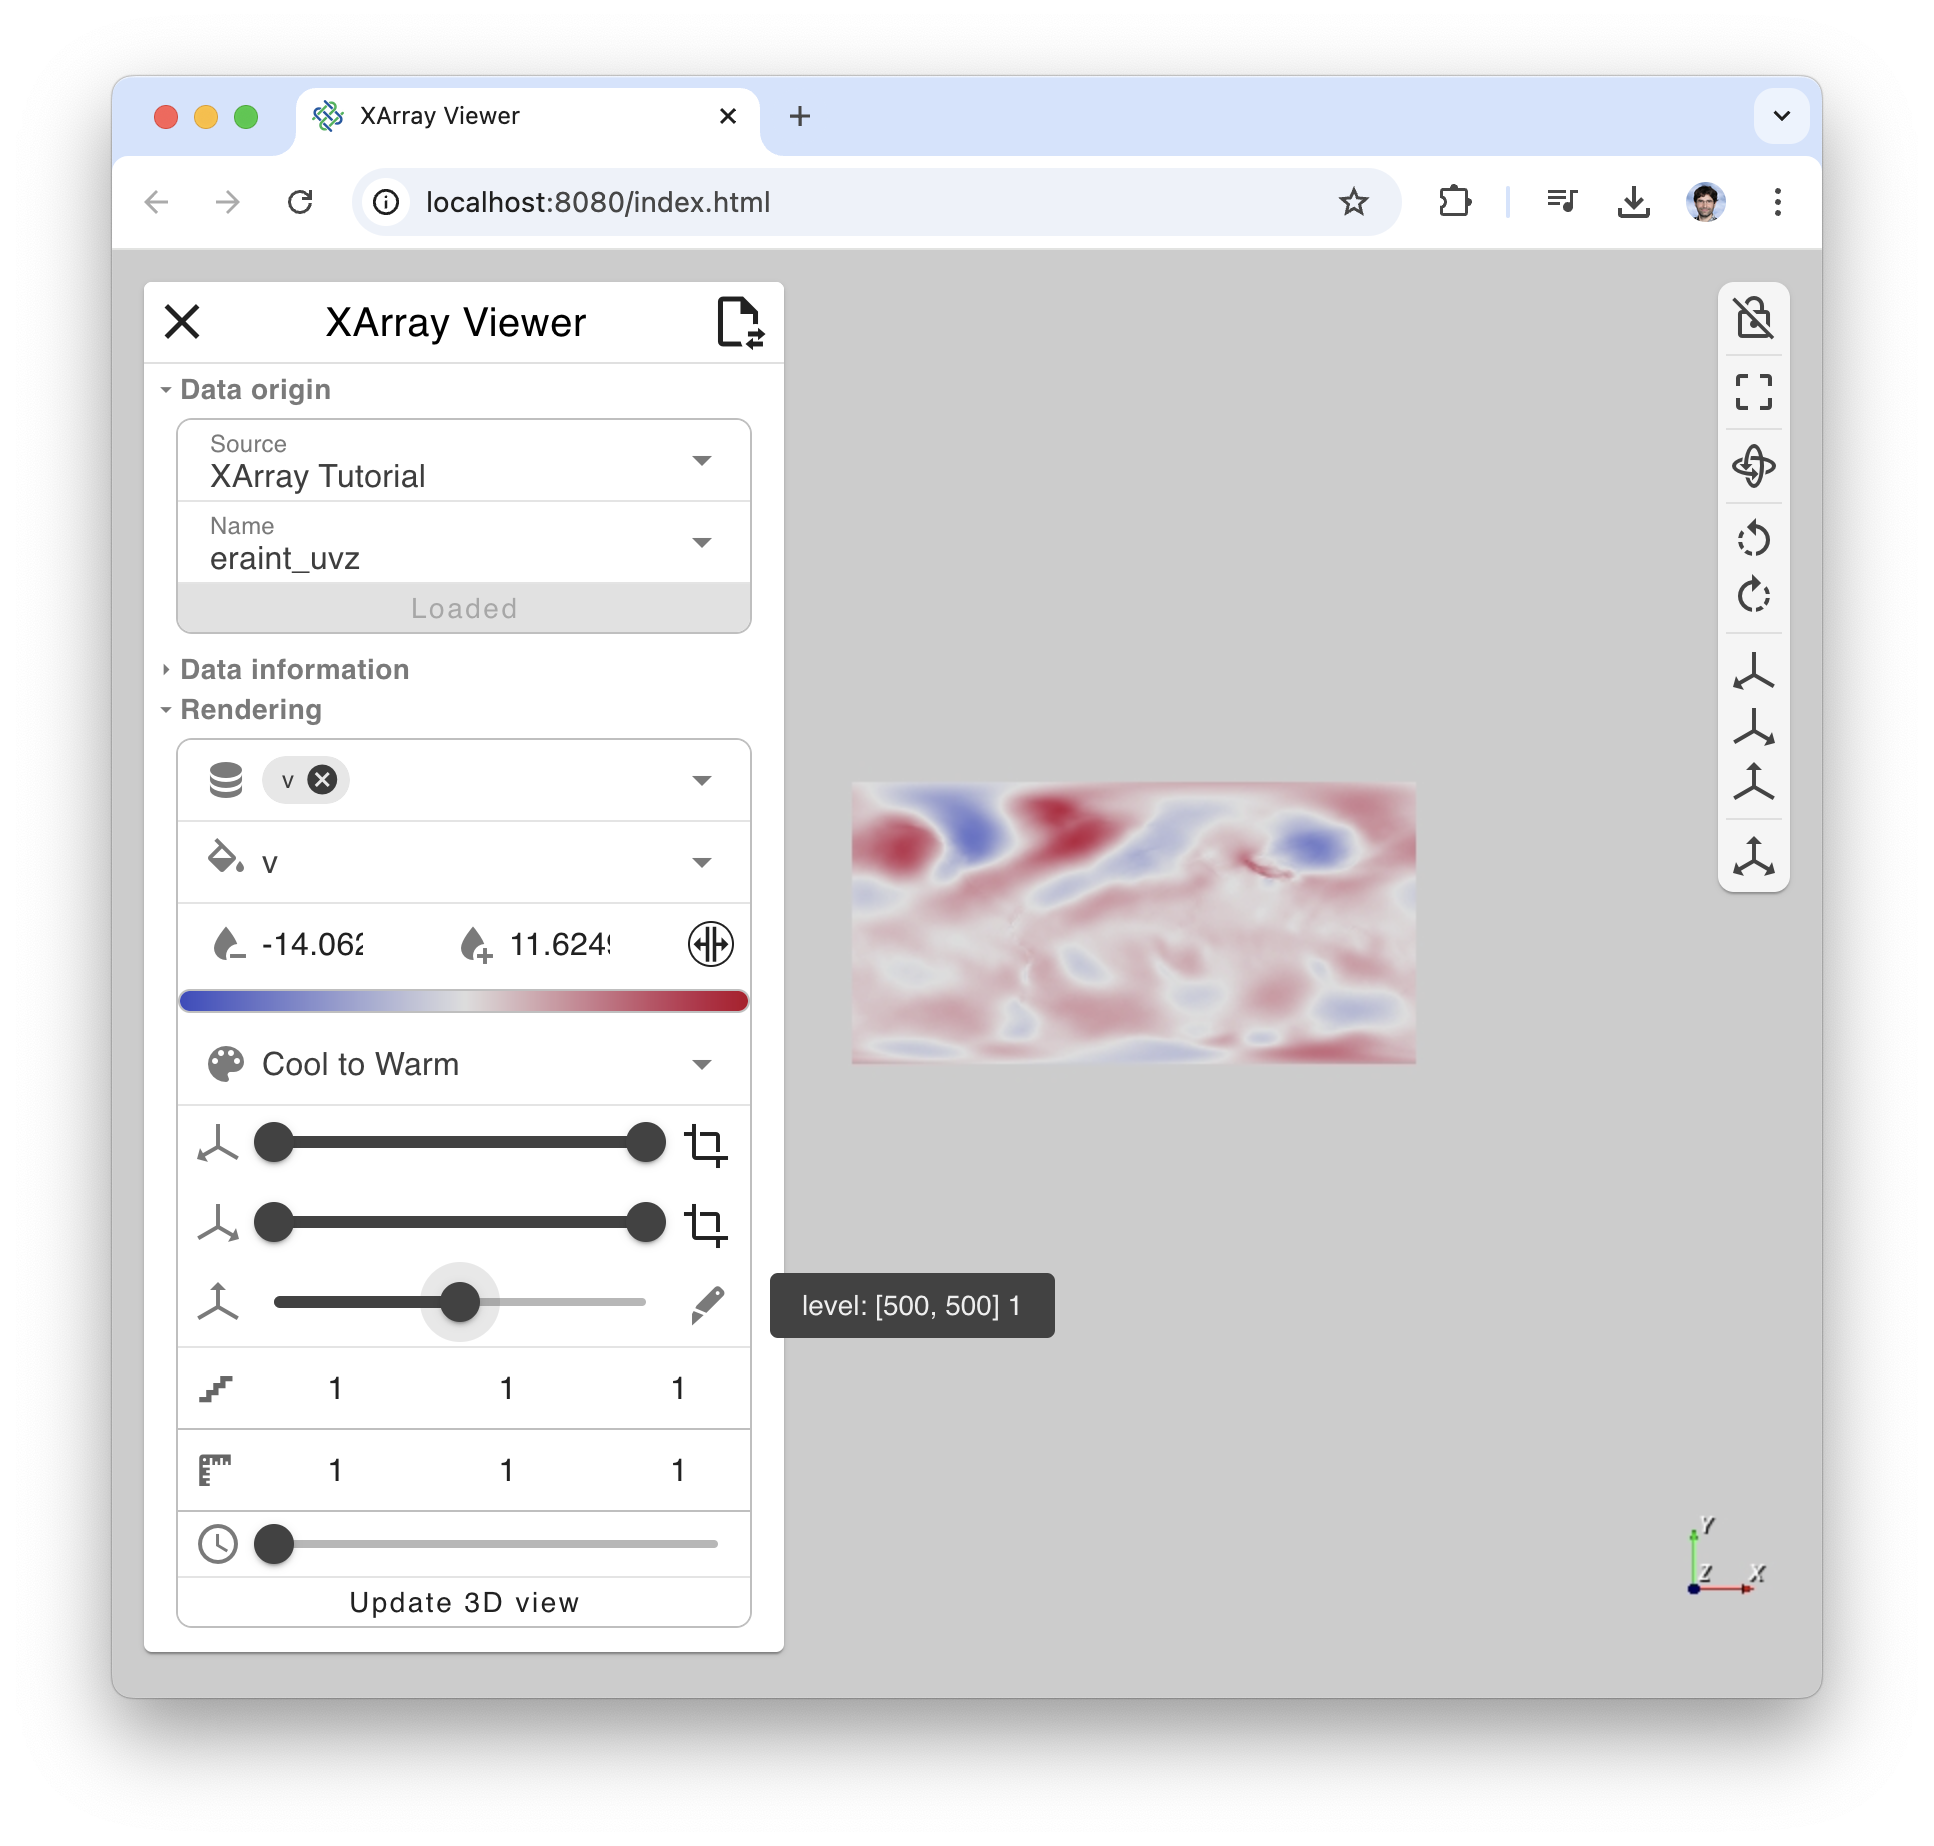 XArray Viewer
localhost:8080/index.html
XArray Viewer
Data origin
Source
XArray Tutorial
Name
eraint_uvz
Loaded
Data information
Rendering
v
v
-14.062
11.6249
Cool to Warm
level: [500, 500] 1
1 1 1
1 1 1
Update 3D view
Y
Z X